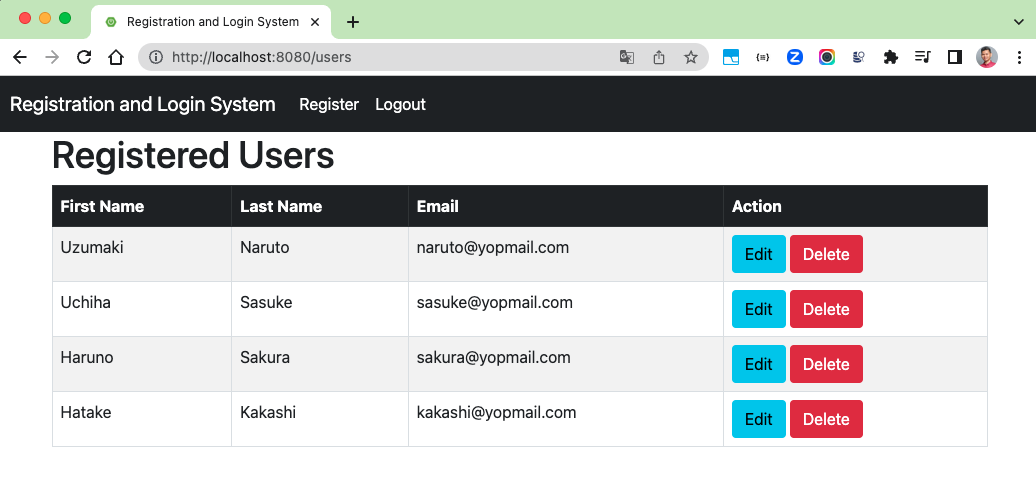 Registration and Login System
http://localhost:8080/users
Registration and Login System Register Logout
Registered Users
First Name Last Name Email Action
Uzumaki Naruto naruto@yopmail.com Edit Delete
Uchiha Sasuke sasuke@yopmail.com Edit Delete
Haruno Sakura sakura@yopmail.com Edit Delete
Hatake Kakashi kakashi@yopmail.com Edit Delete